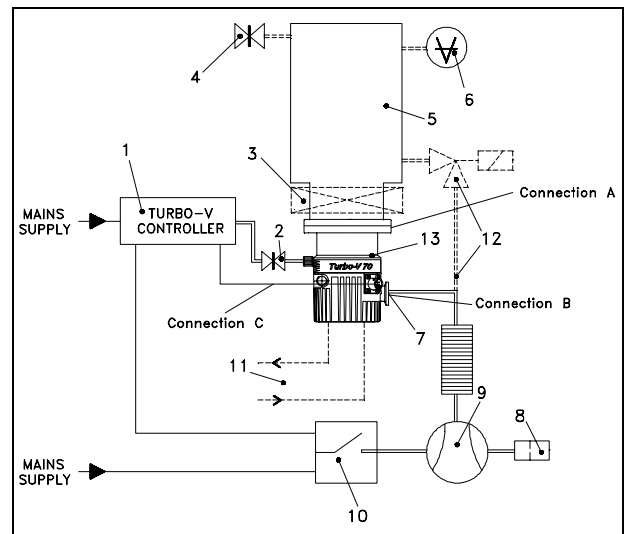 4
6
5
3
1
Connection A
MAINS
SUPPLY
TURBO-V
CONTROLLER
2
13
12
Turbo-V 70
Connection C
Connection B
7
11
9
8
MAINS
SUPPLY
10